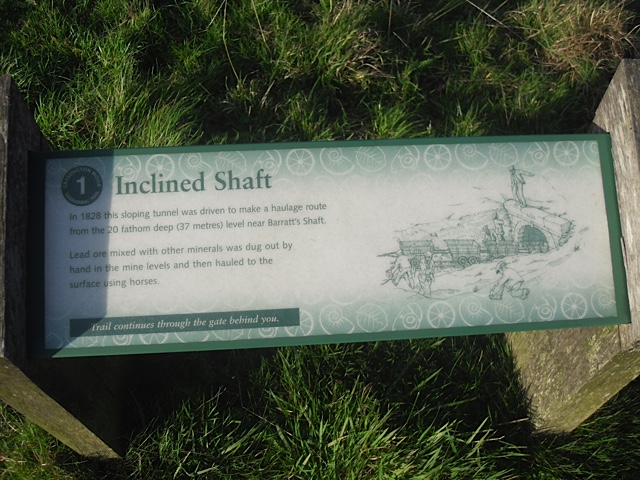 1
Inclined Shaft
In 1828 this sloping tunnel was driven to make a haulage route
from the 20 fathom deep (37 metres) level near Barratt's Shaft.
Lead ore mixed with other minerals was dug out by
hand in the mine levels and then hauled to the
surface using horses.
Trail continues through the gate behind you.